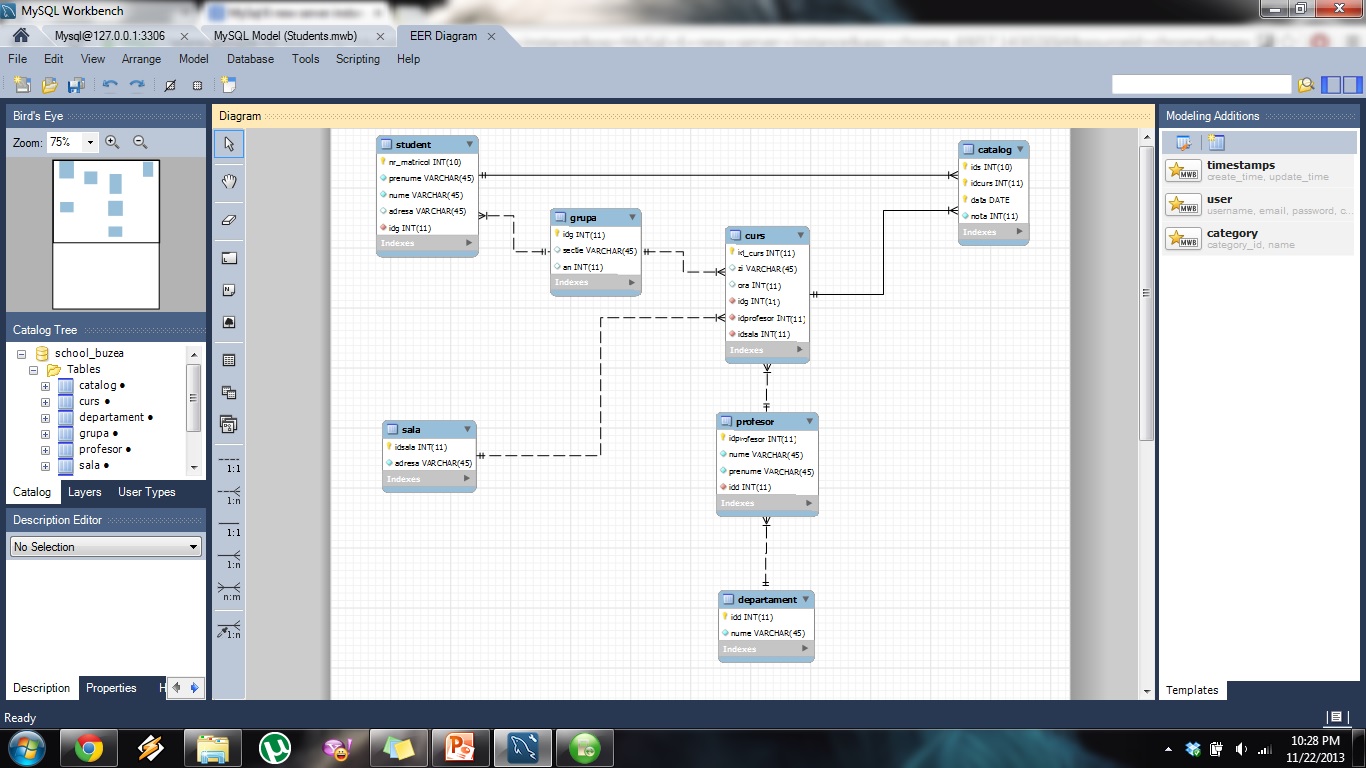 MySQL Workbench
Mysql@127.0.0.1:3306
MySQL Model (Students.mwb)
EER Diagram
File Edit View Arrange Model Database Tools Scripting Help
Bird's Eye
Zoom: 75%
Catalog Tree
school_buzea
Tables
catalog
curs
departament
grupa
profesor
sala
Catalog Layers User Types
Description Editor
No Selection
Description Properties H
Ready
1:1
1:n
1:1
1:n
n:m
1:n
Diagram
student
nr_matricol INT(10)
prenume VARCHAR(45)
nume VARCHAR(45)
adresa VARCHAR(45)
idg INT(11)
Indexes
grupa
idg INT(11)
sectie VARCHAR(45)
an INT(11)
Indexes
curs
id_curs INT(11)
zi VARCHAR(45)
ora INT(11)
idg INT(11)
idprofesor INT(11)
idsala INT(11)
Indexes
catalog
ids INT(10)
idcurs INT(11)
data DATE
nota INT(11)
Indexes
sala
idsala INT(11)
adresa VARCHAR(45)
Indexes
profesor
idprofesor INT(11)
nume VARCHAR(45)
prenume VARCHAR(45)
idd INT(11)
Indexes
departament
idd INT(11)
nume VARCHAR(45)
Indexes
Modeling Additions
MWB
timestamps
create_time, update_time
MWB
user
username, email, password, c...
MWB
category
category_id, name
Templates
10:28 PM
11/22/2013